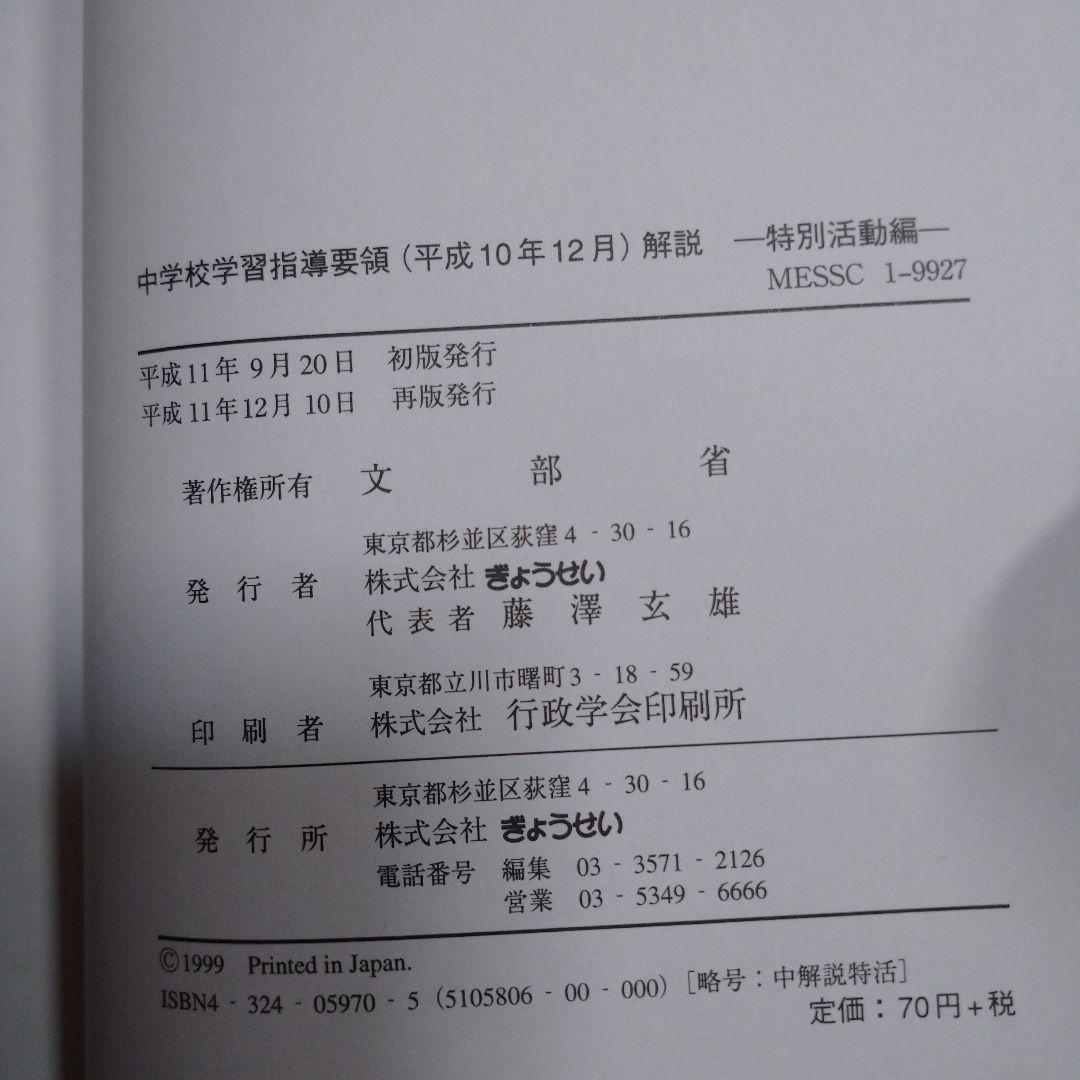 中学校学習指導要領（平成10年12月）解説　―特別活動編―
MESSC 1-9927
平成11年 9月20日　初版発行
平成11年12月10日　再版発行
著作権所有　文部省
東京都杉並区荻窪4‐30‐16
発行者　株式会社 ぎょうせい
代表者 藤澤玄雄
東京都立川市曙町3‐18‐59
印刷者　株式会社 行政学会印刷所
東京都杉並区荻窪4‐30‐16
発行所　株式会社 ぎょうせい
電話番号　編集　03‐3571‐2126
営業　03‐5349‐6666
©1999　Printed in Japan.
ISBN4‐324‐05970‐5（5105806‐00‐000）［略号：中解説特活］
定価：70円+税